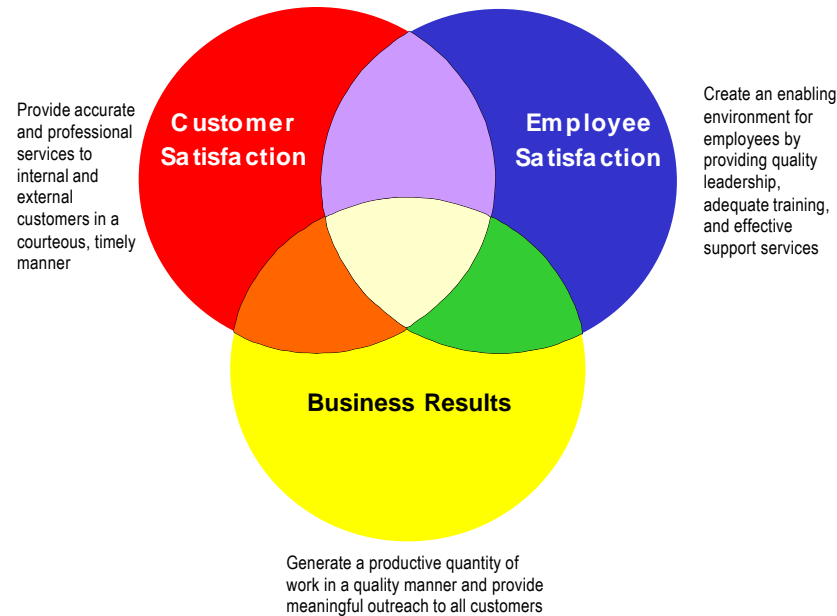 Provide accurate
and professional
services to
internal and
external
customers in a
courteous, timely
manner
Customer
Satisfaction
Employee
Satisfaction
Create an enabling
environment for
employees by
providing quality
leadership,
adequate training,
and effective
support services
Business Results
Generate a productive quantity of
work in a quality manner and provide
meaningful outreach to all customers